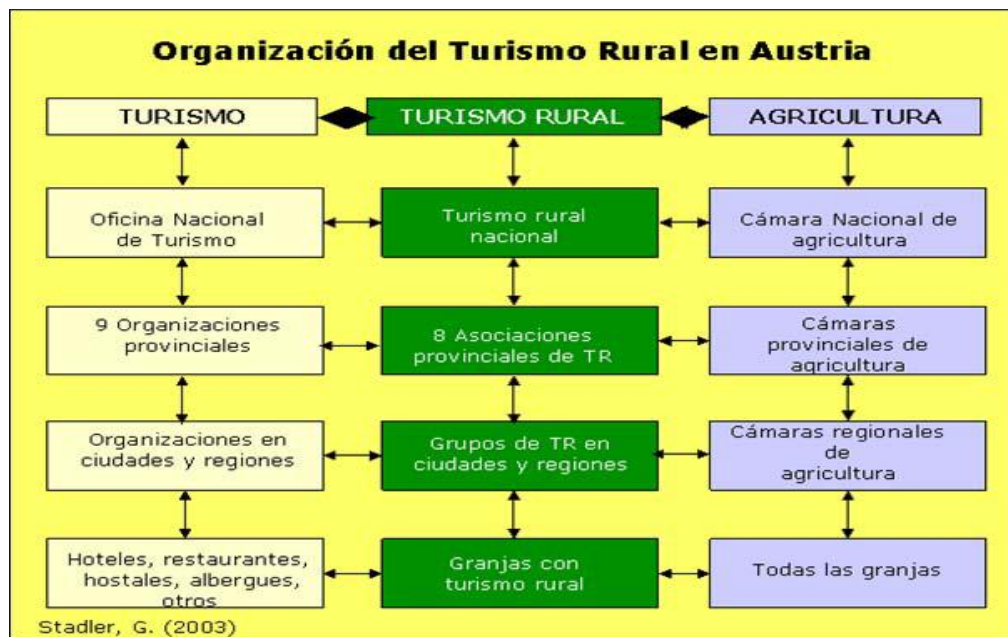 Organización del Turismo Rural en Austria
TURISMO
TURISMO RURAL
AGRICULTURA
Oficina Nacional
de Turismo
Turismo rural
nacional
Cámara Nacional de
agricultura
9 Organizaciones
provinciales
8 Asociaciones
provinciales de TR
Cámaras
provinciales de
agricultura
Organizaciones en
ciudades y regiones
Grupos de TR en
ciudades y regiones
Cámaras regionales
de
agricultura
Hoteles, restaurantes,
hostales, albergues,
otros
Granjas con
turismo rural
Todas las granjas
Stadler, G. (2003)